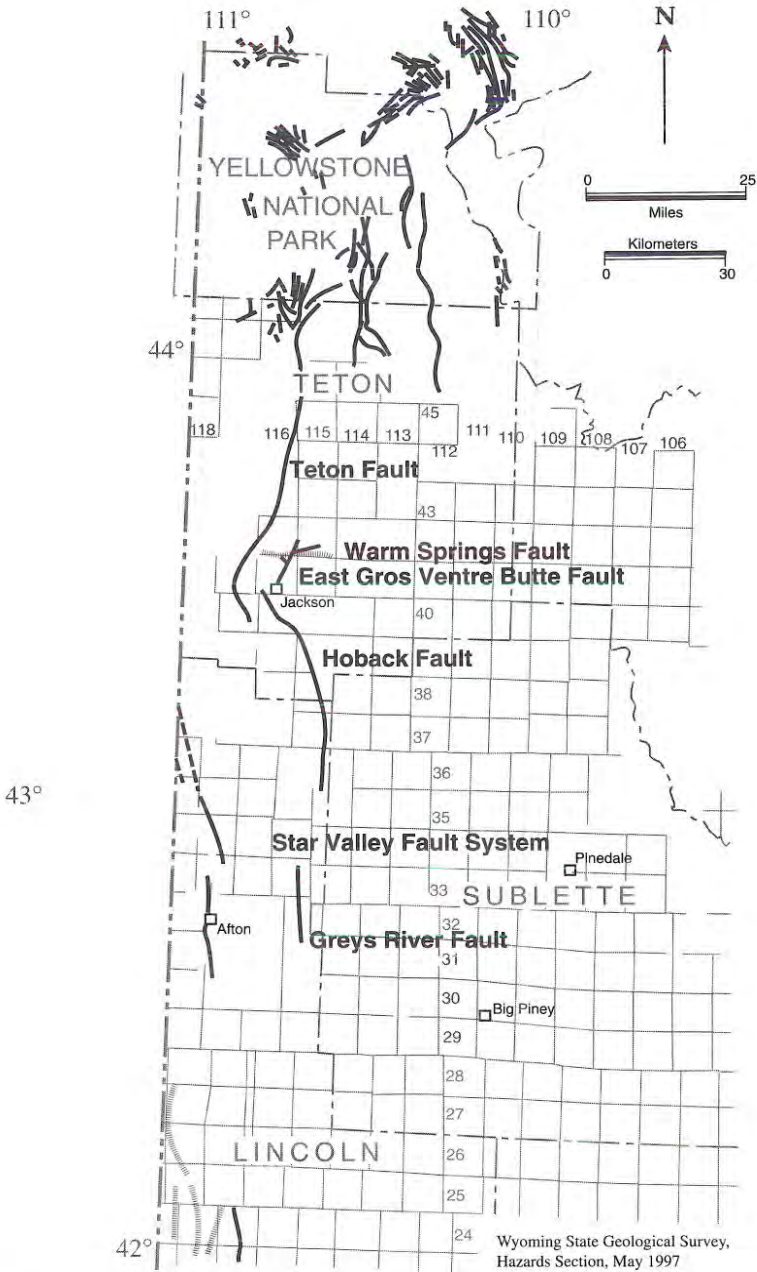 111°
110°
N
YELLOWSTONE
NATIONAL
PARK
0 25
Miles
Kilometers
0 30
44°
TETON
45
118 116 115 114 113 112 111 110 109 108 107 106
Teton Fault
43
Warm Springs Fault
East Gros Ventre Butte Fault
Jackson
40
Hoback Fault
38
37
43°
36
35
Star Valley Fault System
Pinedale
33
SUBLETTE
32
Afton
Greys River Fault
31
30
Big Piney
29
28
27
LINCOLN
26
25
24
42°
Wyoming State Geological Survey,
Hazards Section, May 1997